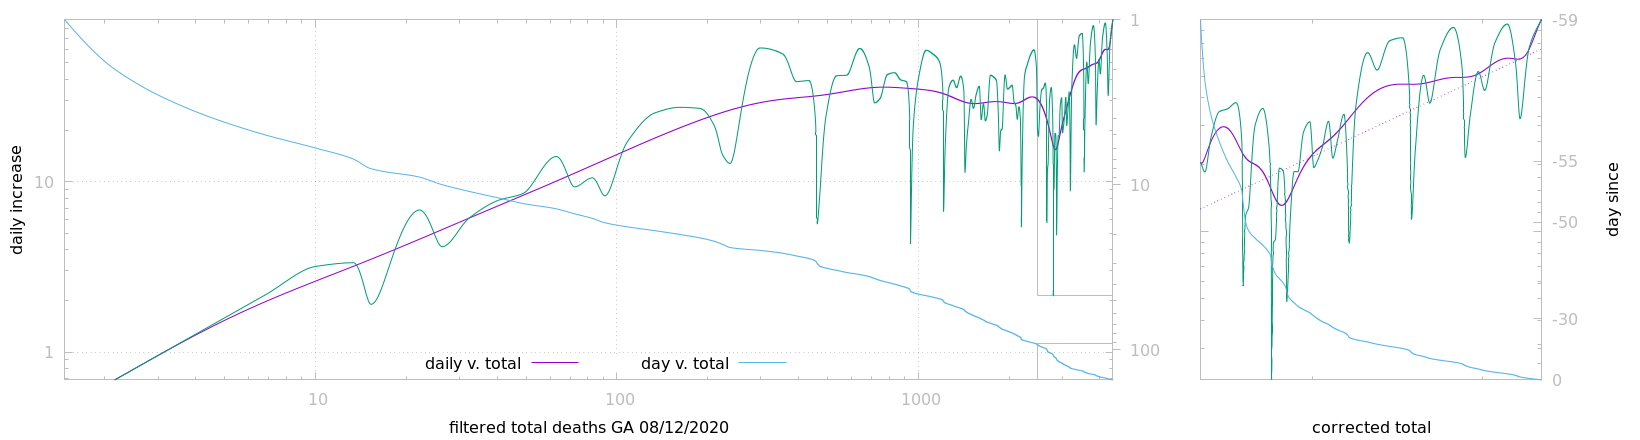 daily increase
10
1
10
100
1000
1
10
100
daily v. total
day v. total
filtered total deaths GA 08/12/2020
-59
-55
-50
-30
0
day since
corrected total